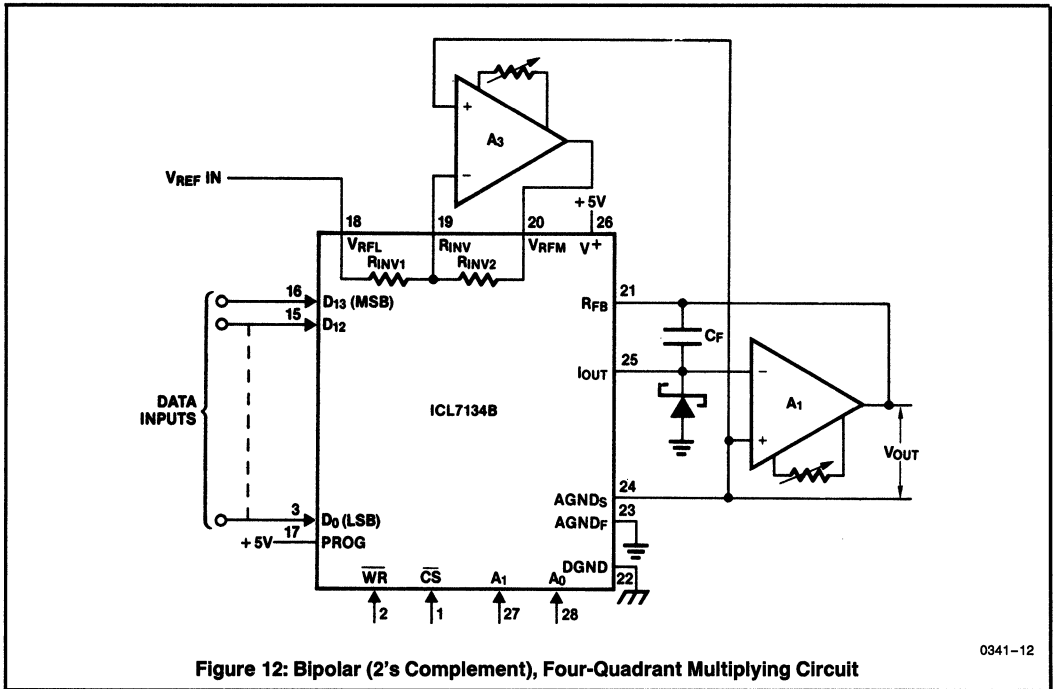 +
A3
−
VREF IN
+5V
18
19
20
26
VRFL
RINV
VRFM
V+
RINV1
RINV2
16
D13 (MSB)
15
D12
21
RFB
CF
25
IOUT
−
A1
+
VOUT
DATA
INPUTS
ICL7134B
24
AGNDS
23
AGNDF
3
D0 (LSB)
17
+5V
PROG
DGND
22
WR
CS
A1
A0
2
1
27
28
0341–12
Figure 12: Bipolar (2's Complement), Four-Quadrant Multiplying Circuit